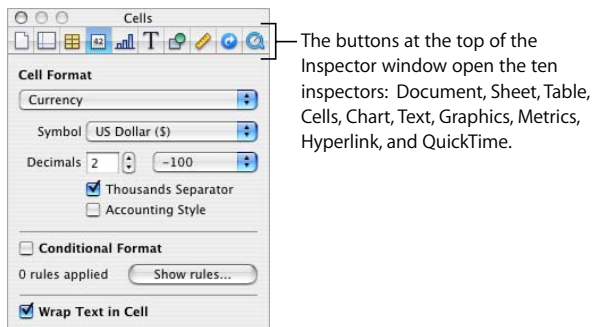 Cells
42
T
Cell Format
Currency
Symbol US Dollar ($)
Decimals 2 -100
Thousands Separator
Accounting Style
Conditional Format
0 rules applied Show rules...
Wrap Text in Cell
The buttons at the top of the
Inspector window open the ten
inspectors: Document, Sheet, Table,
Cells, Chart, Text, Graphics, Metrics,
Hyperlink, and QuickTime.